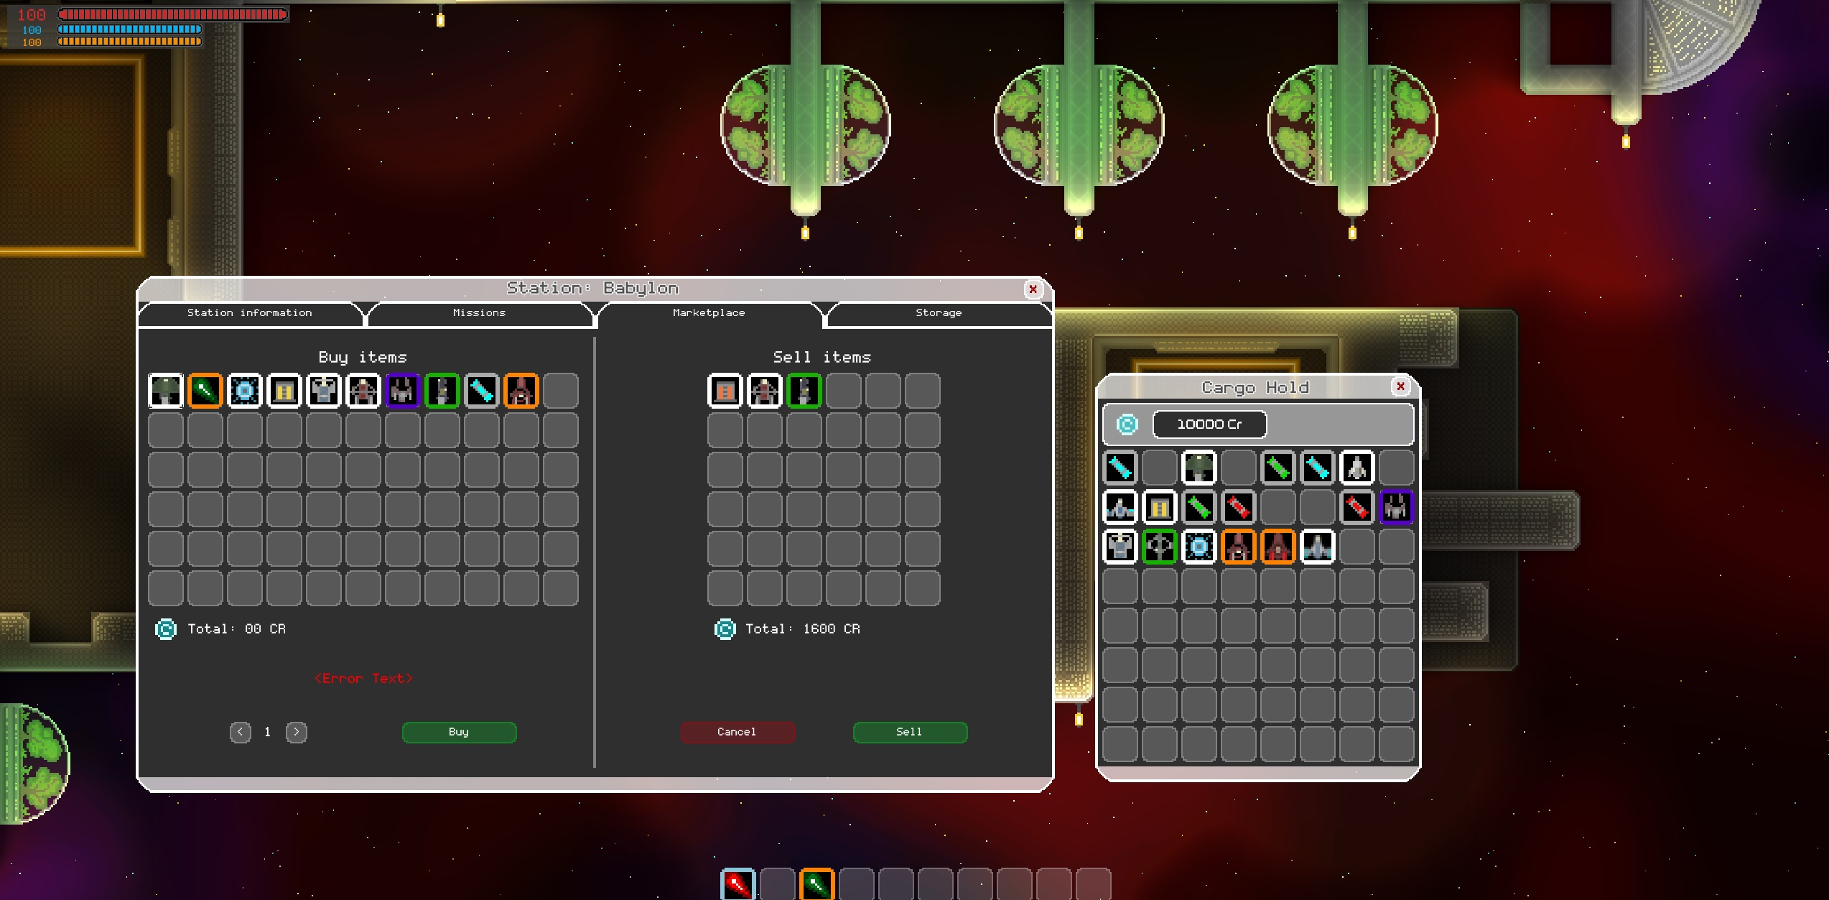 100
100
100
Station: Babylon
Station information
Missions
Marketplace
Storage
Buy items
Sell items
Total: 00 CR
Total: 1600 CR
<Error Text>
< 1 >
Buy
Cancel
Sell
Cargo Hold
10000 Cr